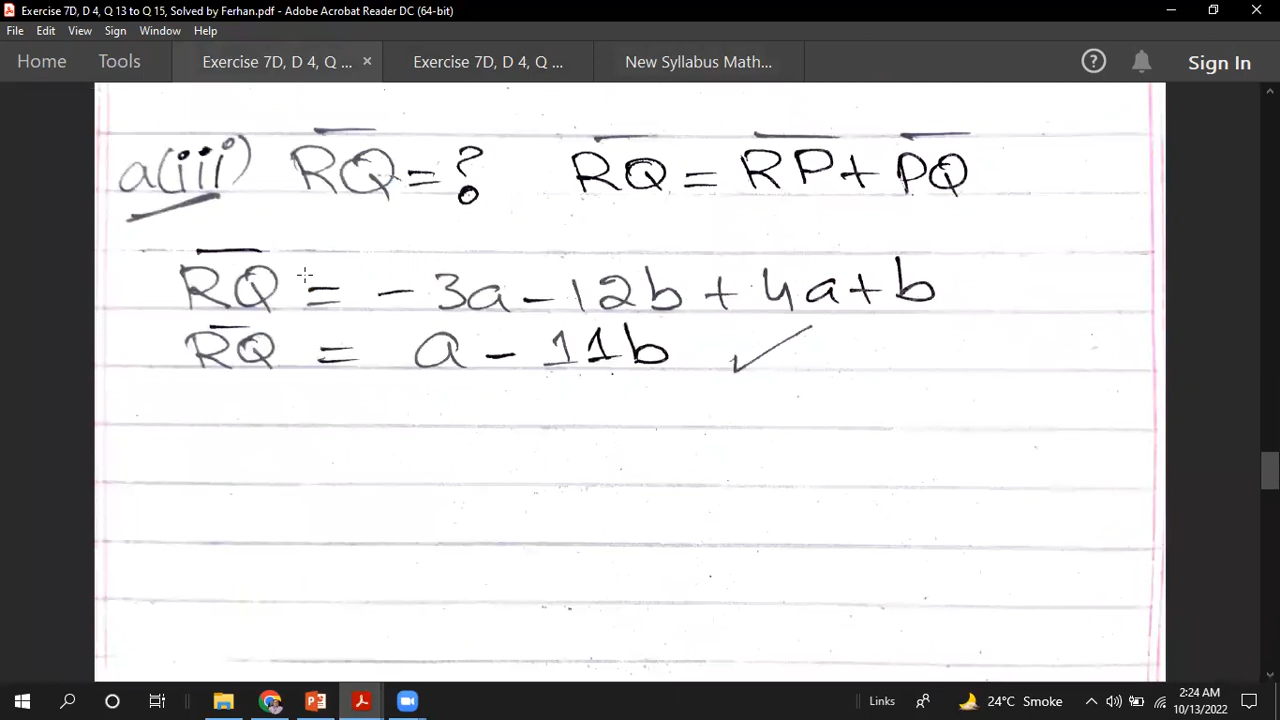 Exercise 7D, D 4, Q 13 to Q 15, Solved by Ferhan.pdf - Adobe Acrobat Reader DC (64-bit)
File Edit View Sign Window Help
Home Tools Exercise 7D, D 4, Q ... × Exercise 7D, D 4, Q ... New Syllabus Math... ? Sign In
a(iii) RQ = ? RQ = RP + PQ
RQ = - 3a - 12b + 4a + b
RQ = a - 11b ✓
Links 24°C Smoke 2:24 AM
10/13/2022